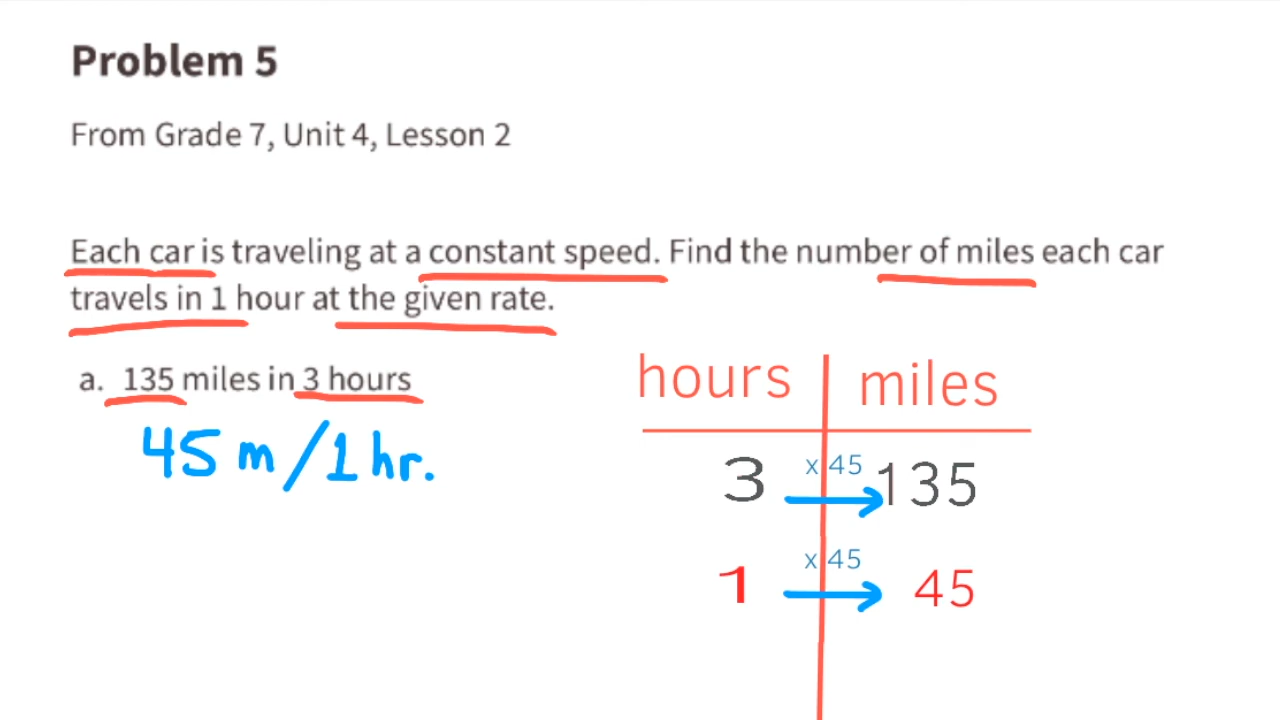 Problem 5
From Grade 7, Unit 4, Lesson 2
Each car is traveling at a constant speed. Find the number of miles each car
travels in 1 hour at the given rate.
a. 135 miles in 3 hours
45 m/1 hr.
hours miles
3 x 45 135
1 x 45 45